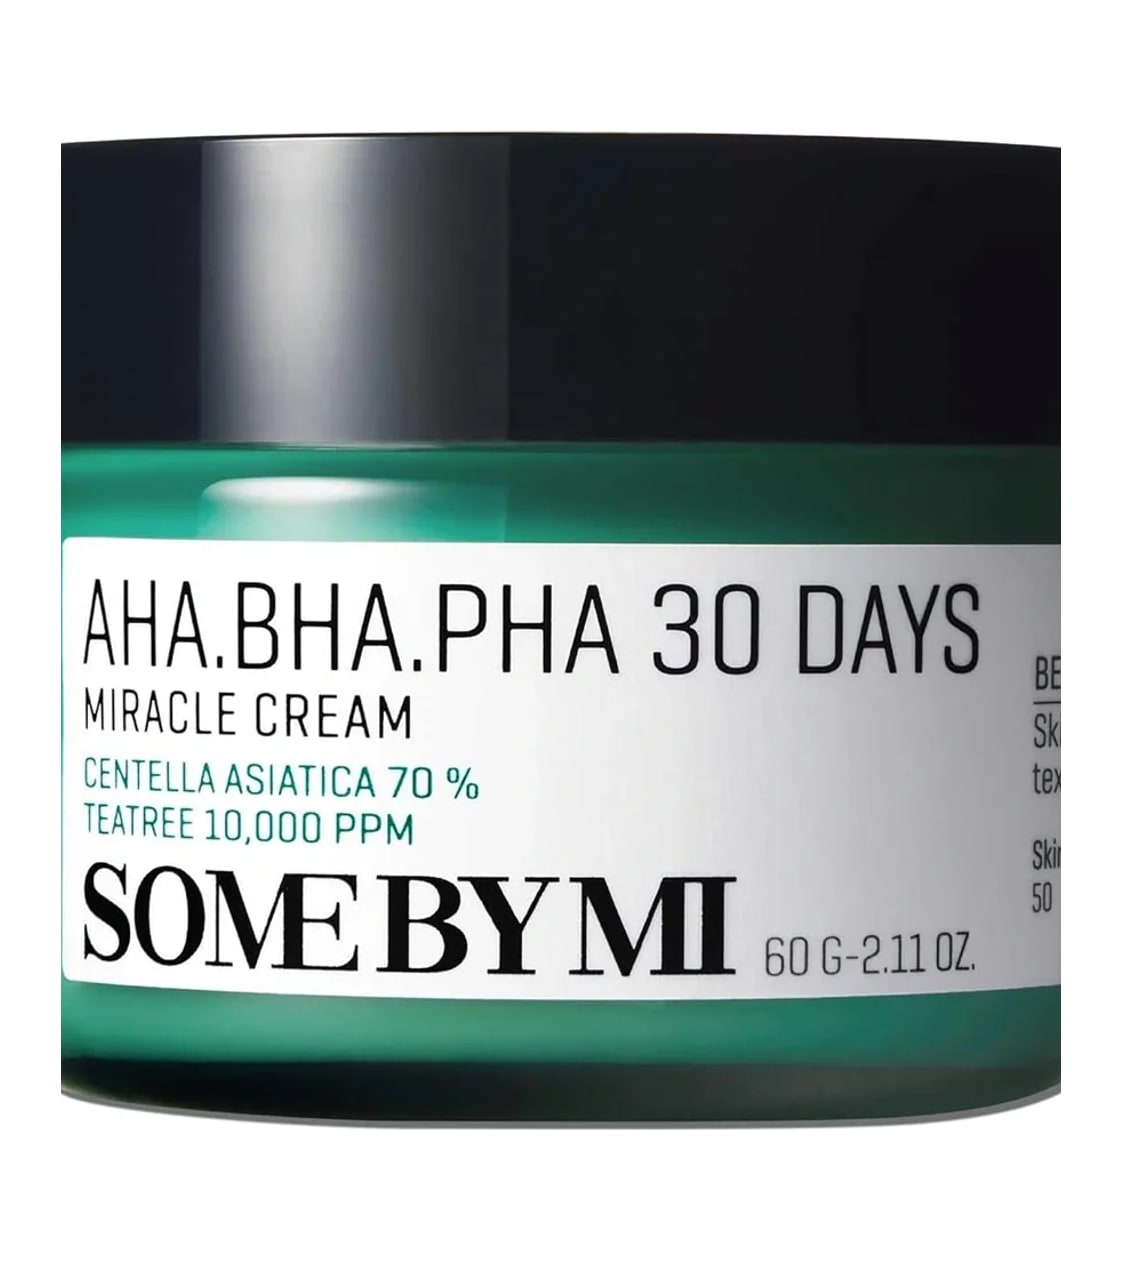 AHA.BHA.PHA 30 DAYS
MIRACLE CREAM
CENTELLA ASIATICA 70 %
TEATREE 10,000 PPM
SOME BY MI
60 G-2.11 OZ.
50